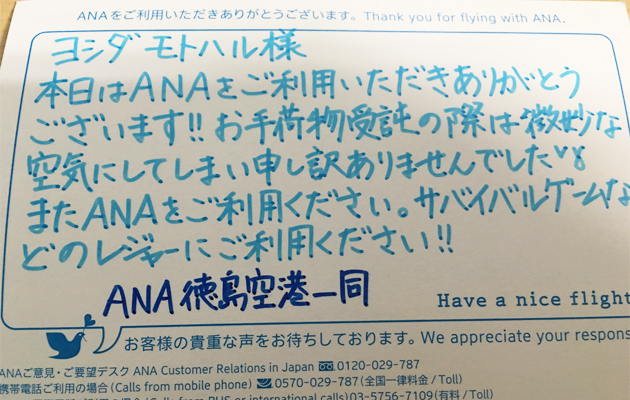 ANAをご利用いただきありがとうございます。Thank you for flying with ANA.
ヨシダ モトハル様
本日はANAをご利用いただきありがとう
ございます!! お手荷物受託の際は微妙な
空気にしてしまい申し訳ありませんでした
またANAをご利用ください。サバイバルゲームな
どのレジャーにご利用ください!!
ANA徳島空港一同
Have a nice flight
お客様の貴重な声をお待ちしております。We appreciate your respons
ANAご意見・ご要望デスク ANA Customer Relations in Japan 0120-029-787
携帯電話ご利用の場合(Calls from mobile phone) 0570-029-787(全国一律料金/Toll)
(Calls from PHS or international calls)03-5756-7109(有料/Toll)